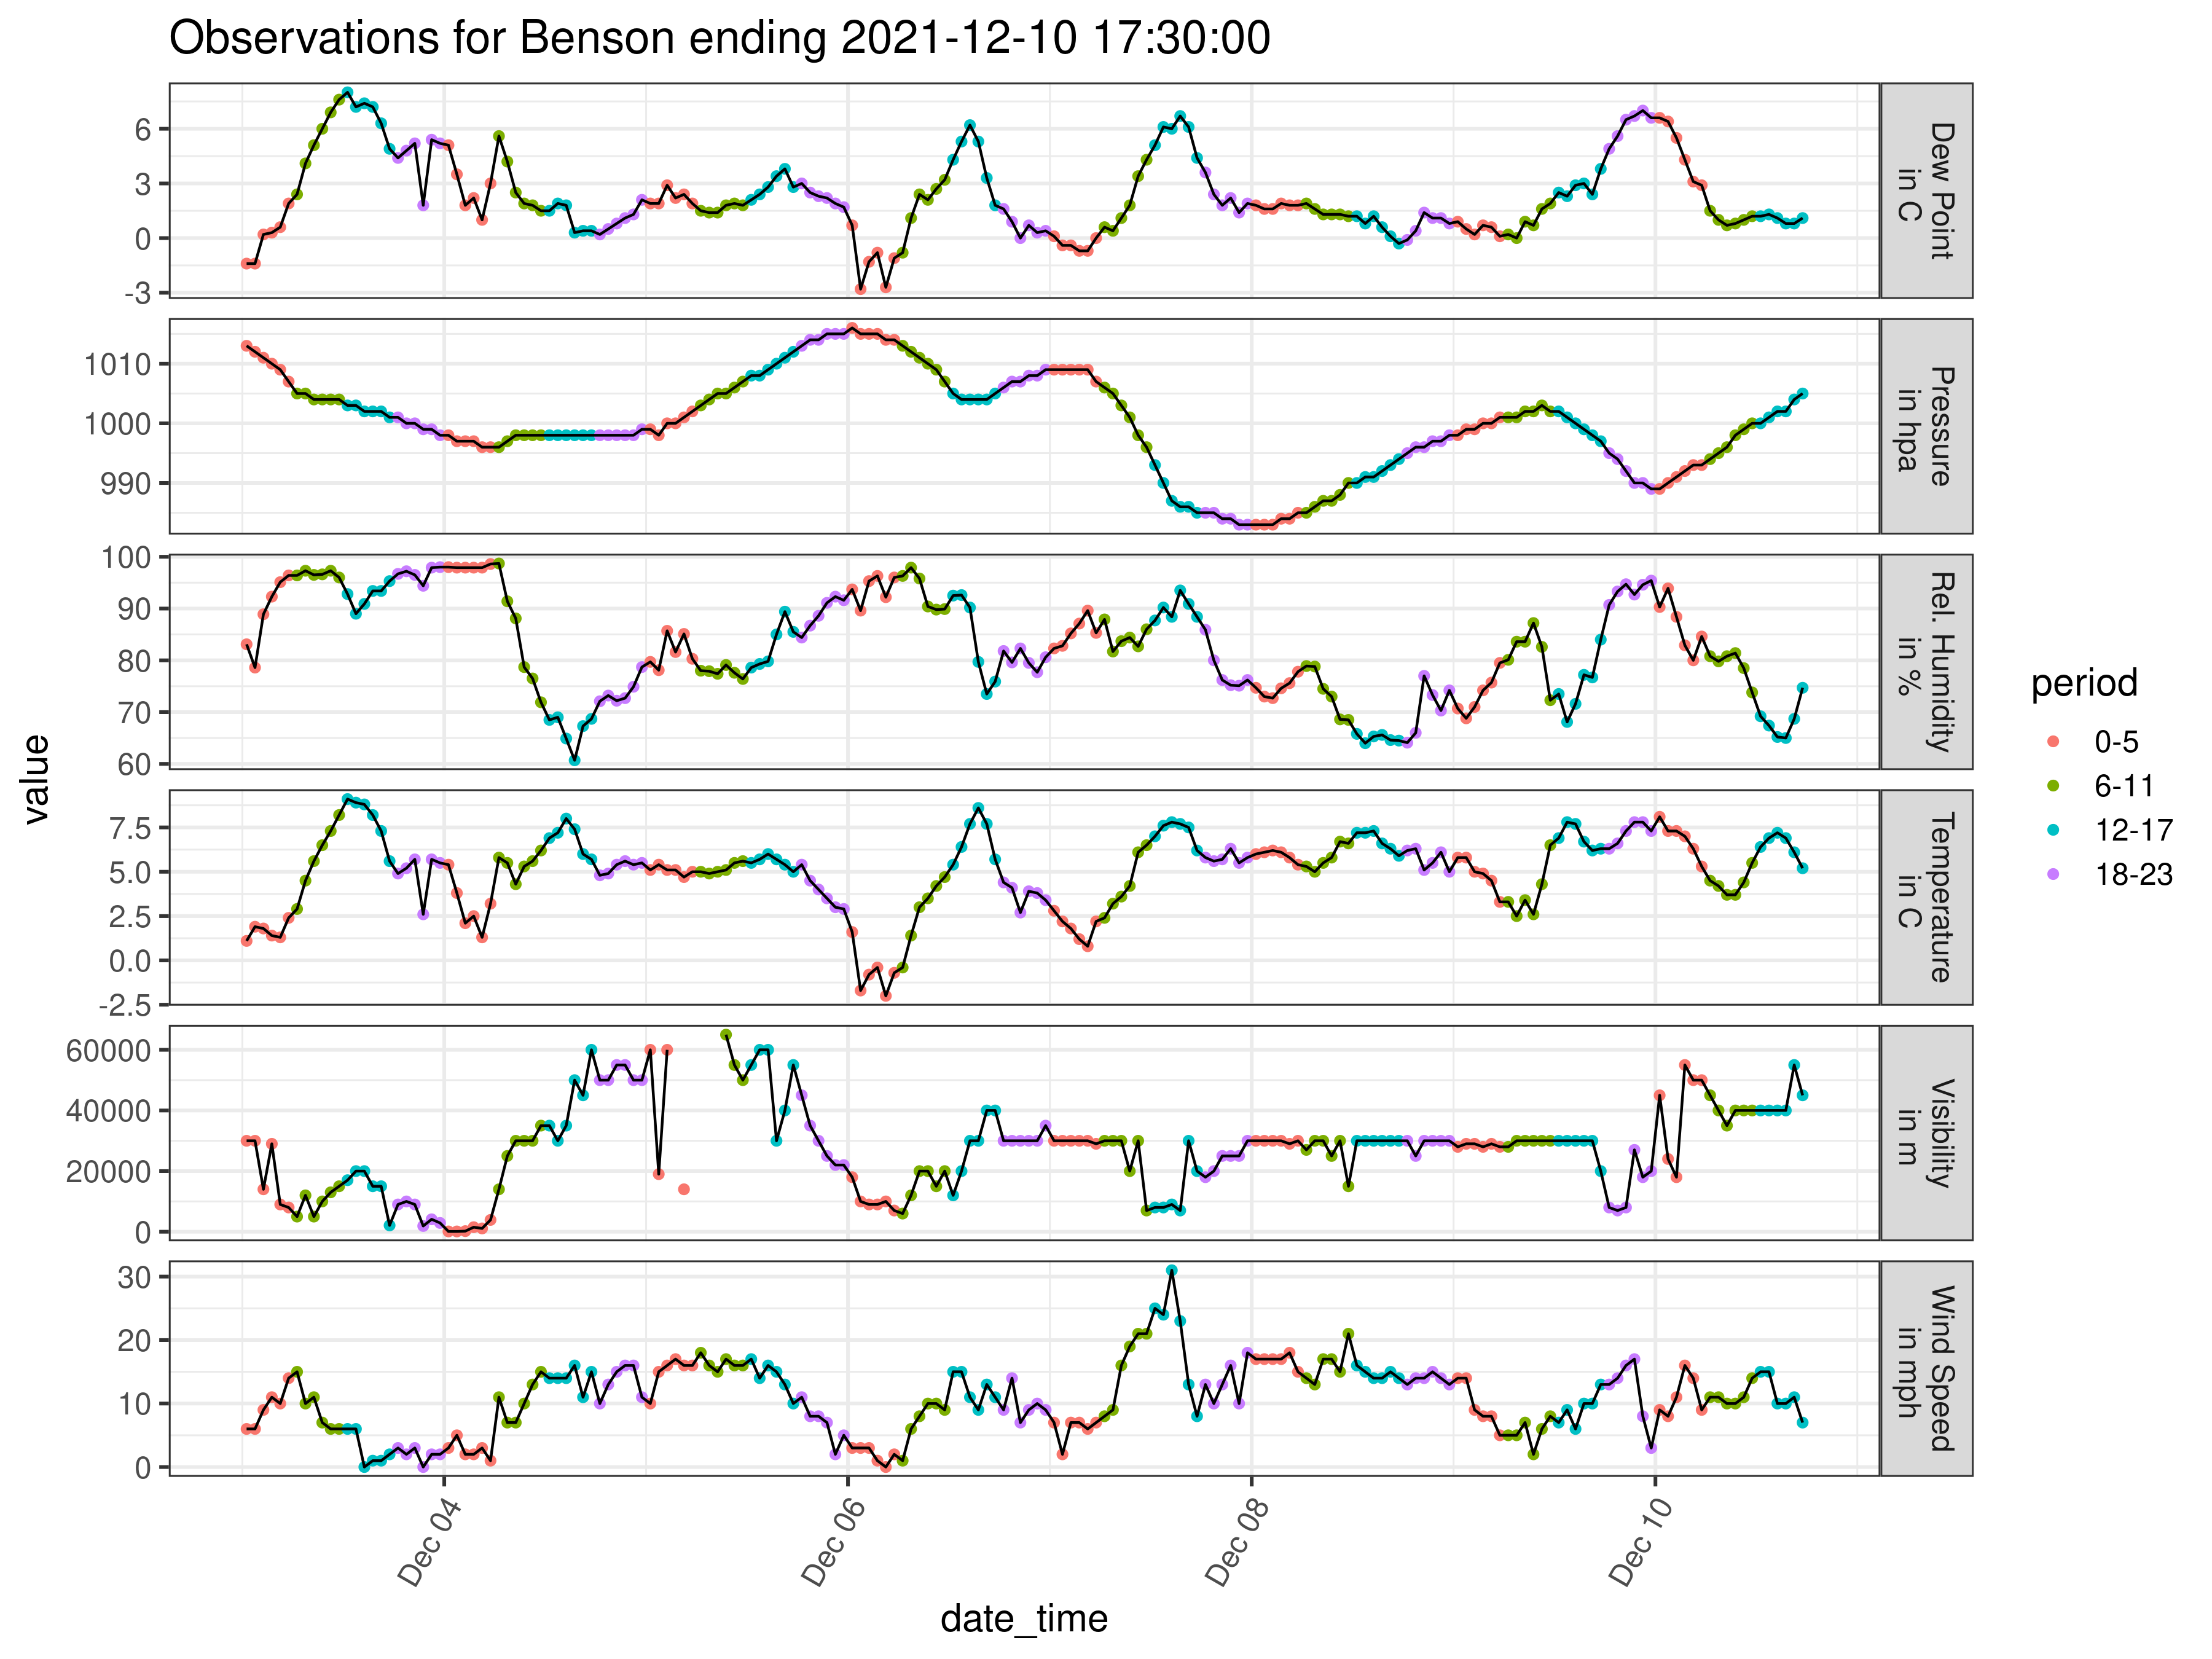 Observations for Benson ending 2021-12-10 17:30:00
value
6
3
0
-3
Dew Point
in C
1010
1000
990
Pressure
in hpa
100
90
80
70
60
Rel. Humidity
in %
7.5
5.0
2.5
0.0
-2.5
Temperature
in C
60000
40000
20000
0
Visibility
in m
30
20
10
0
Wind Speed
in mph
Dec 04
Dec 06
Dec 08
Dec 10
date_time
period
0-5
6-11
12-17
18-23